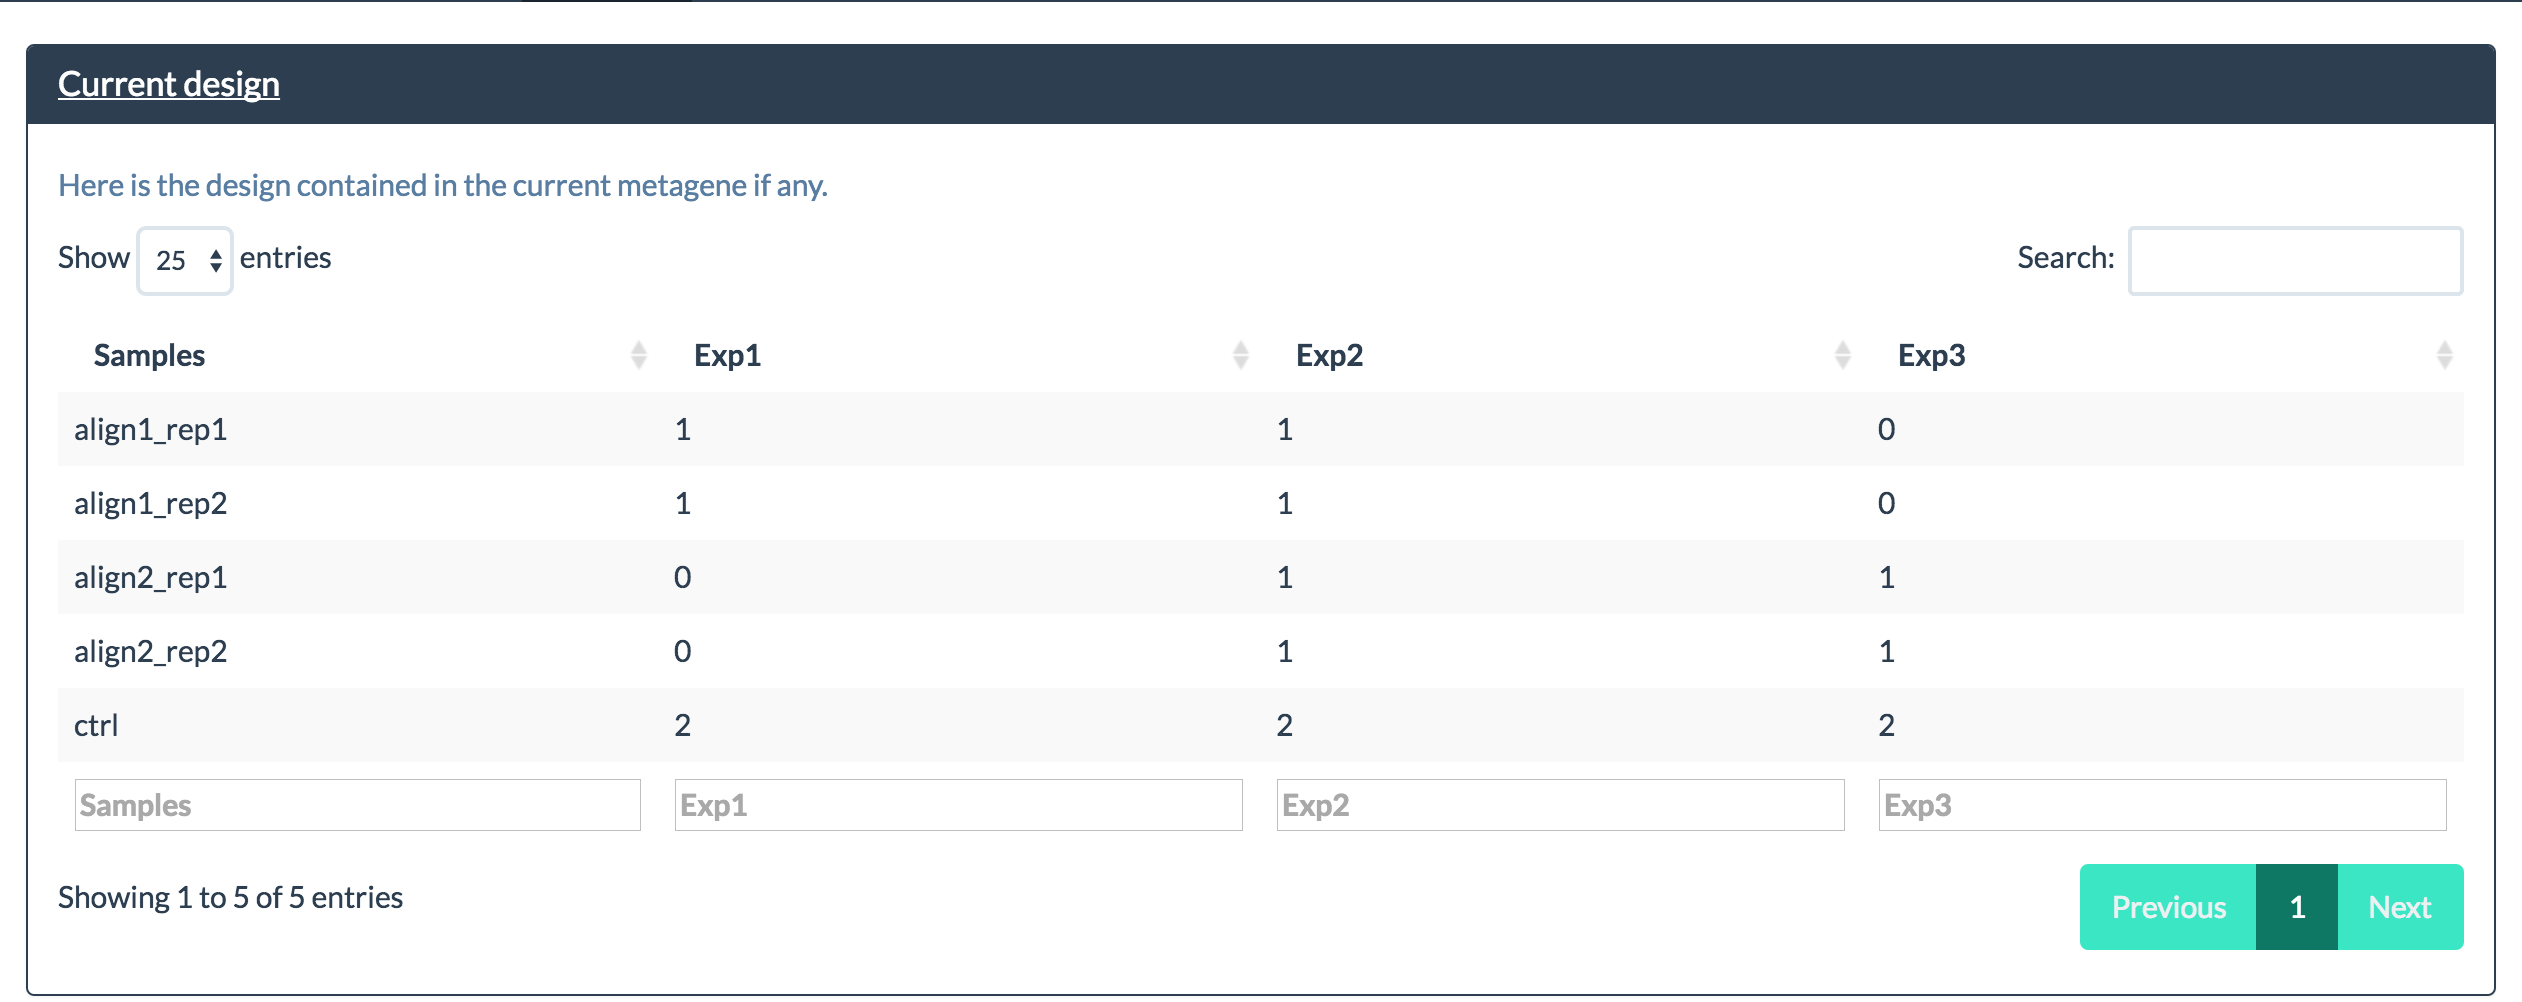 Current design
Here is the design contained in the current metagene if any.
Show 25 entries Search:
Samples Exp1 Exp2 Exp3
align1_rep1 1 1 0
align1_rep2 1 1 0
align2_rep1 0 1 1
align2_rep2 0 1 1
ctrl 2 2 2
Samples Exp1 Exp2 Exp3
Showing 1 to 5 of 5 entries Previous 1 Next